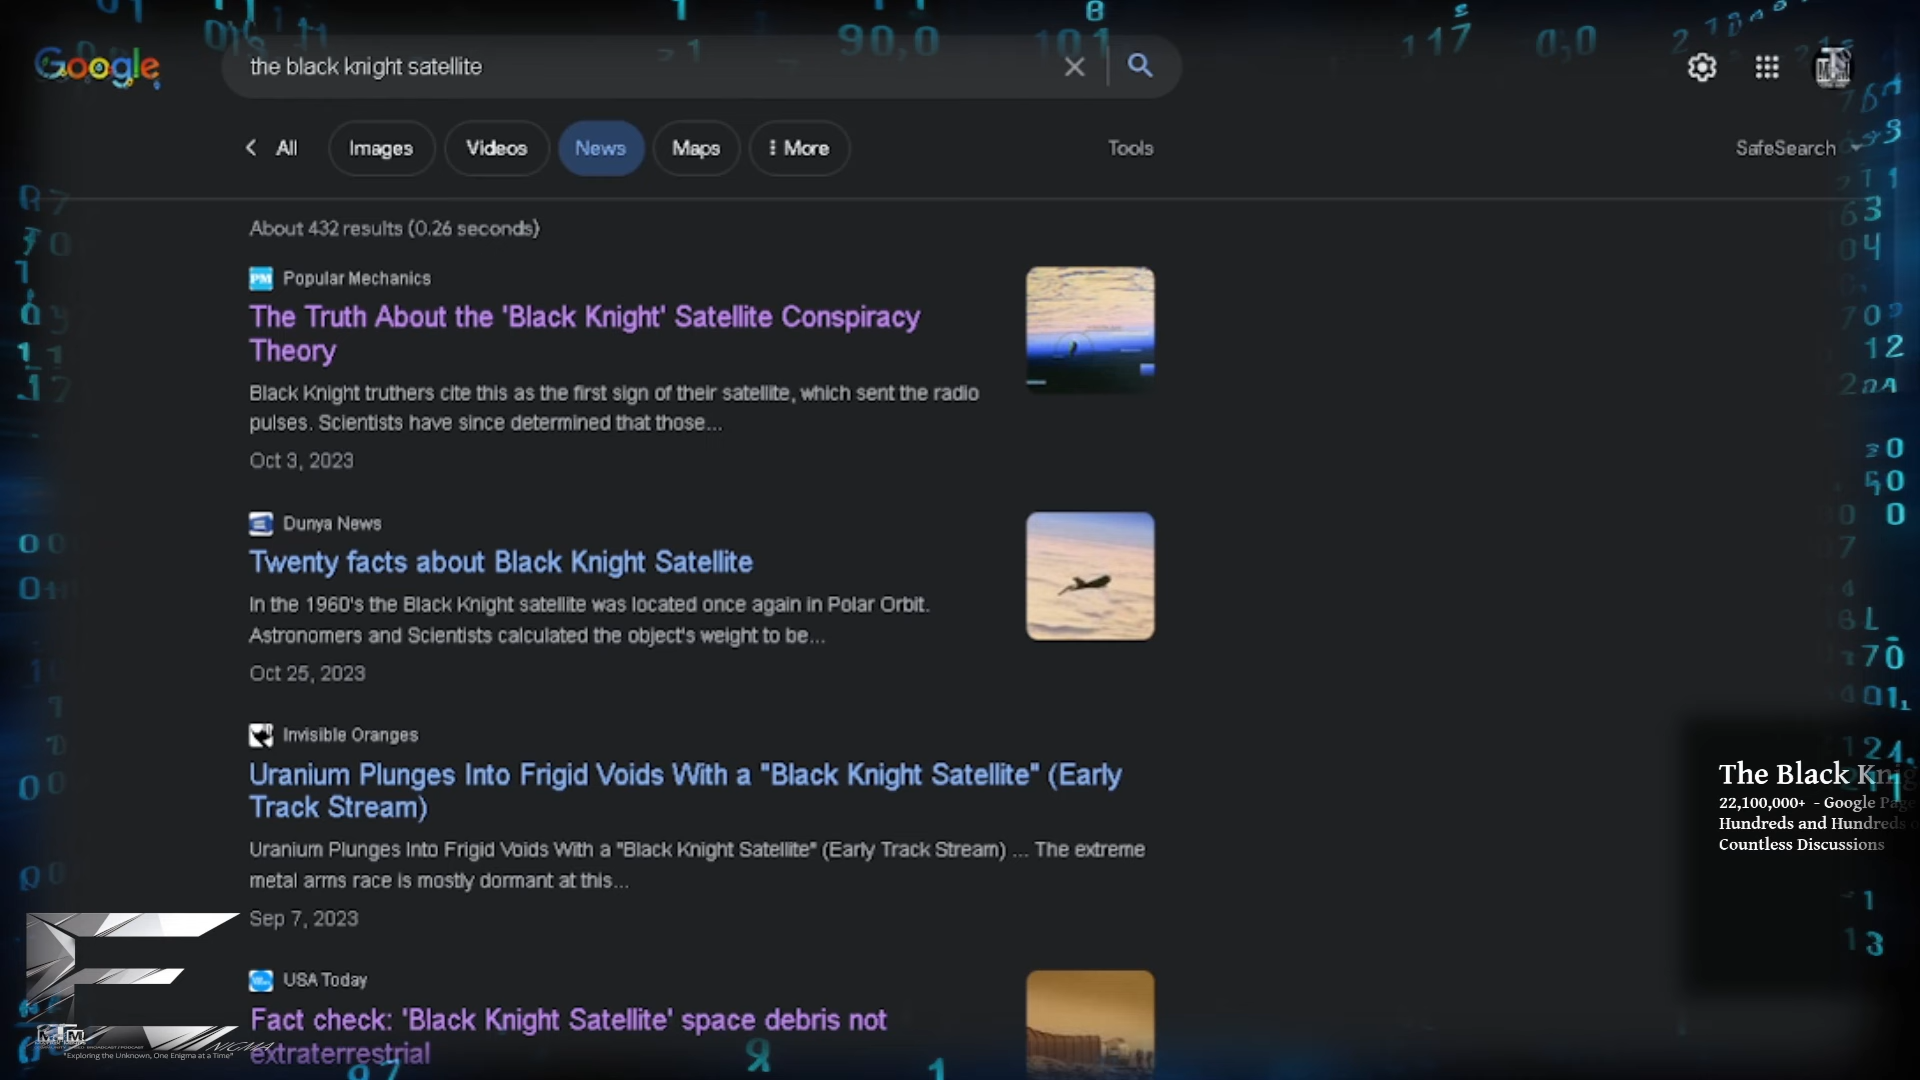 Google
the black knight satellite
All
Images
Videos
News
Maps
More
Tools
SafeSearch
About 432 results (0.26 seconds)
Popular Mechanics
The Truth About the 'Black Knight' Satellite Conspiracy
Theory
Black Knight truthers cite this as the first sign of their satellite, which sent the radio
pulses. Scientists have since determined that those...
Oct 3, 2023
Dunya News
Twenty facts about Black Knight Satellite
In the 1960's the Black Knight satellite was located once again in Polar Orbit.
Astronomers and Scientists calculated the object's weight to be...
Oct 25, 2023
Invisible Oranges
Uranium Plunges Into Frigid Voids With a "Black Knight Satellite" (Early
Track Stream)
Uranium Plunges Into Frigid Voids With a "Black Knight Satellite" (Early Track Stream) ... The extreme
metal arms race is mostly dormant at this...
Sep 7, 2023
USA Today
Fact check: 'Black Knight Satellite' space debris not
extraterrestrial
The Black
22,100,000+ - Google Page
Hundreds and Hundreds
Countless Discussions
"Exploring the Unknown, One Enigma at a Time"